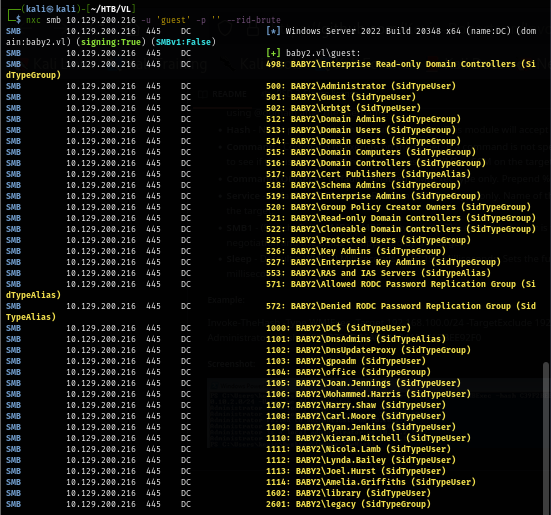 ┌──(kali㉿kali)-[~/HTB/VL]
└─$ nxc smb 10.129.200.216 -u 'guest' -p '' --rid-brute
SMB 10.129.200.216 445 DC [*] Windows Server 2022 Build 20348 x64 (name:DC) (dom
ain:baby2.vl) (signing:True) (SMBv1:False)
SMB 10.129.200.216 445 DC [+] baby2.vl\guest:
SMB 10.129.200.216 445 DC 498: BABY2\Enterprise Read-only Domain Controllers (Si
dTypeGroup)
SMB 10.129.200.216 445 DC 500: BABY2\Administrator (SidTypeUser)
SMB 10.129.200.216 445 DC 501: BABY2\Guest (SidTypeUser)
SMB 10.129.200.216 445 DC 502: BABY2\krbtgt (SidTypeUser)
SMB 10.129.200.216 445 DC 512: BABY2\Domain Admins (SidTypeGroup)
SMB 10.129.200.216 445 DC 513: BABY2\Domain Users (SidTypeGroup)
SMB 10.129.200.216 445 DC 514: BABY2\Domain Guests (SidTypeGroup)
SMB 10.129.200.216 445 DC 515: BABY2\Domain Computers (SidTypeGroup)
SMB 10.129.200.216 445 DC 516: BABY2\Domain Controllers (SidTypeGroup)
SMB 10.129.200.216 445 DC 517: BABY2\Cert Publishers (SidTypeAlias)
SMB 10.129.200.216 445 DC 518: BABY2\Schema Admins (SidTypeGroup)
SMB 10.129.200.216 445 DC 519: BABY2\Enterprise Admins (SidTypeGroup)
SMB 10.129.200.216 445 DC 520: BABY2\Group Policy Creator Owners (SidTypeGroup)
SMB 10.129.200.216 445 DC 521: BABY2\Read-only Domain Controllers (SidTypeGroup)
SMB 10.129.200.216 445 DC 522: BABY2\Cloneable Domain Controllers (SidTypeGroup)
SMB 10.129.200.216 445 DC 525: BABY2\Protected Users (SidTypeGroup)
SMB 10.129.200.216 445 DC 526: BABY2\Key Admins (SidTypeGroup)
SMB 10.129.200.216 445 DC 527: BABY2\Enterprise Key Admins (SidTypeGroup)
SMB 10.129.200.216 445 DC 553: BABY2\RAS and IAS Servers (SidTypeAlias)
SMB 10.129.200.216 445 DC 571: BABY2\Allowed RODC Password Replication Group (Si
dTypeAlias)
SMB 10.129.200.216 445 DC 572: BABY2\Denied RODC Password Replication Group (Sid
TypeAlias)
SMB 10.129.200.216 445 DC 1000: BABY2\DC$ (SidTypeUser)
SMB 10.129.200.216 445 DC 1101: BABY2\DnsAdmins (SidTypeAlias)
SMB 10.129.200.216 445 DC 1102: BABY2\DnsUpdateProxy (SidTypeGroup)
SMB 10.129.200.216 445 DC 1103: BABY2\gpoadm (SidTypeUser)
SMB 10.129.200.216 445 DC 1104: BABY2\office (SidTypeGroup)
SMB 10.129.200.216 445 DC 1105: BABY2\Joan.Jennings (SidTypeUser)
SMB 10.129.200.216 445 DC 1106: BABY2\Mohammed.Harris (SidTypeUser)
SMB 10.129.200.216 445 DC 1107: BABY2\Harry.Shaw (SidTypeUser)
SMB 10.129.200.216 445 DC 1108: BABY2\Carl.Moore (SidTypeUser)
SMB 10.129.200.216 445 DC 1109: BABY2\Ryan.Jenkins (SidTypeUser)
SMB 10.129.200.216 445 DC 1110: BABY2\Kieran.Mitchell (SidTypeUser)
SMB 10.129.200.216 445 DC 1111: BABY2\Nicola.Lamb (SidTypeUser)
SMB 10.129.200.216 445 DC 1112: BABY2\Lynda.Bailey (SidTypeUser)
SMB 10.129.200.216 445 DC 1113: BABY2\Joel.Hurst (SidTypeUser)
SMB 10.129.200.216 445 DC 1114: BABY2\Amelia.Griffiths (SidTypeUser)
SMB 10.129.200.216 445 DC 1602: BABY2\library (SidTypeUser)
SMB 10.129.200.216 445 DC 2601: BABY2\legacy (SidTypeGroup)